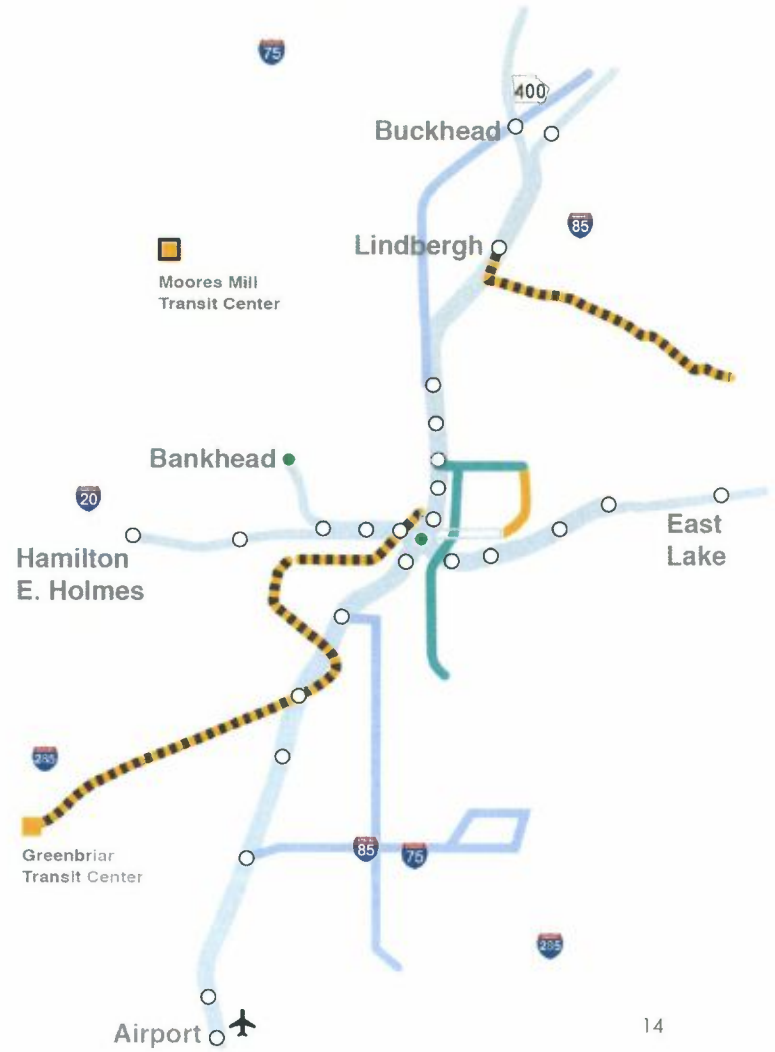 75
400
Buckhead
85
Lindbergh
Moores Mill
Transit Center
Bankhead
20
East
Lake
Hamilton
E. Holmes
285
Greenbriar
Transit Center
85
75
285
Airport
14